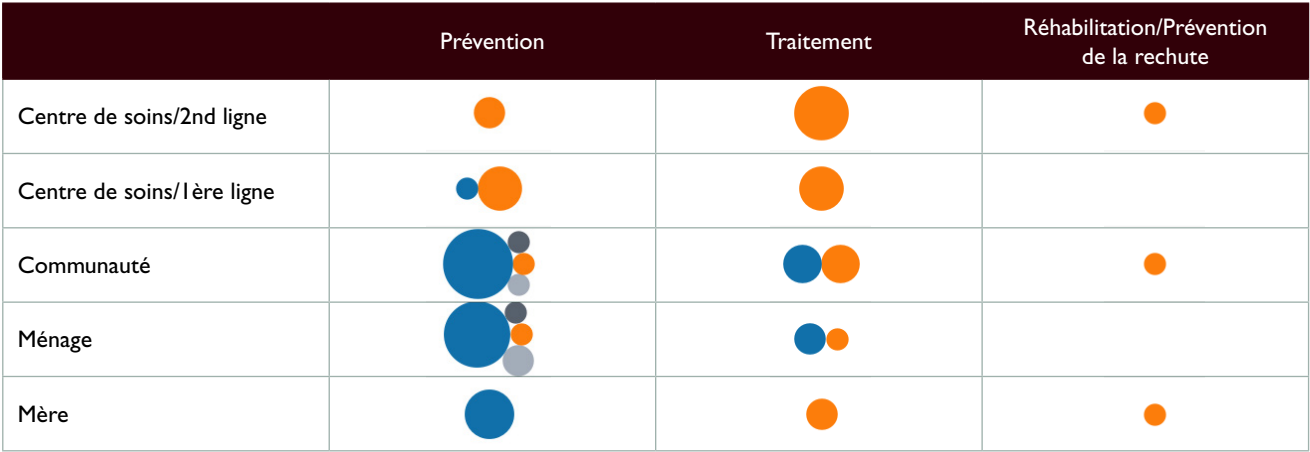 Prévention
Traitement
Réhabilitation/Prévention
de la rechute
Centre de soins/2nd ligne
Centre de soins/1ère ligne
Communauté
Ménage
Mère